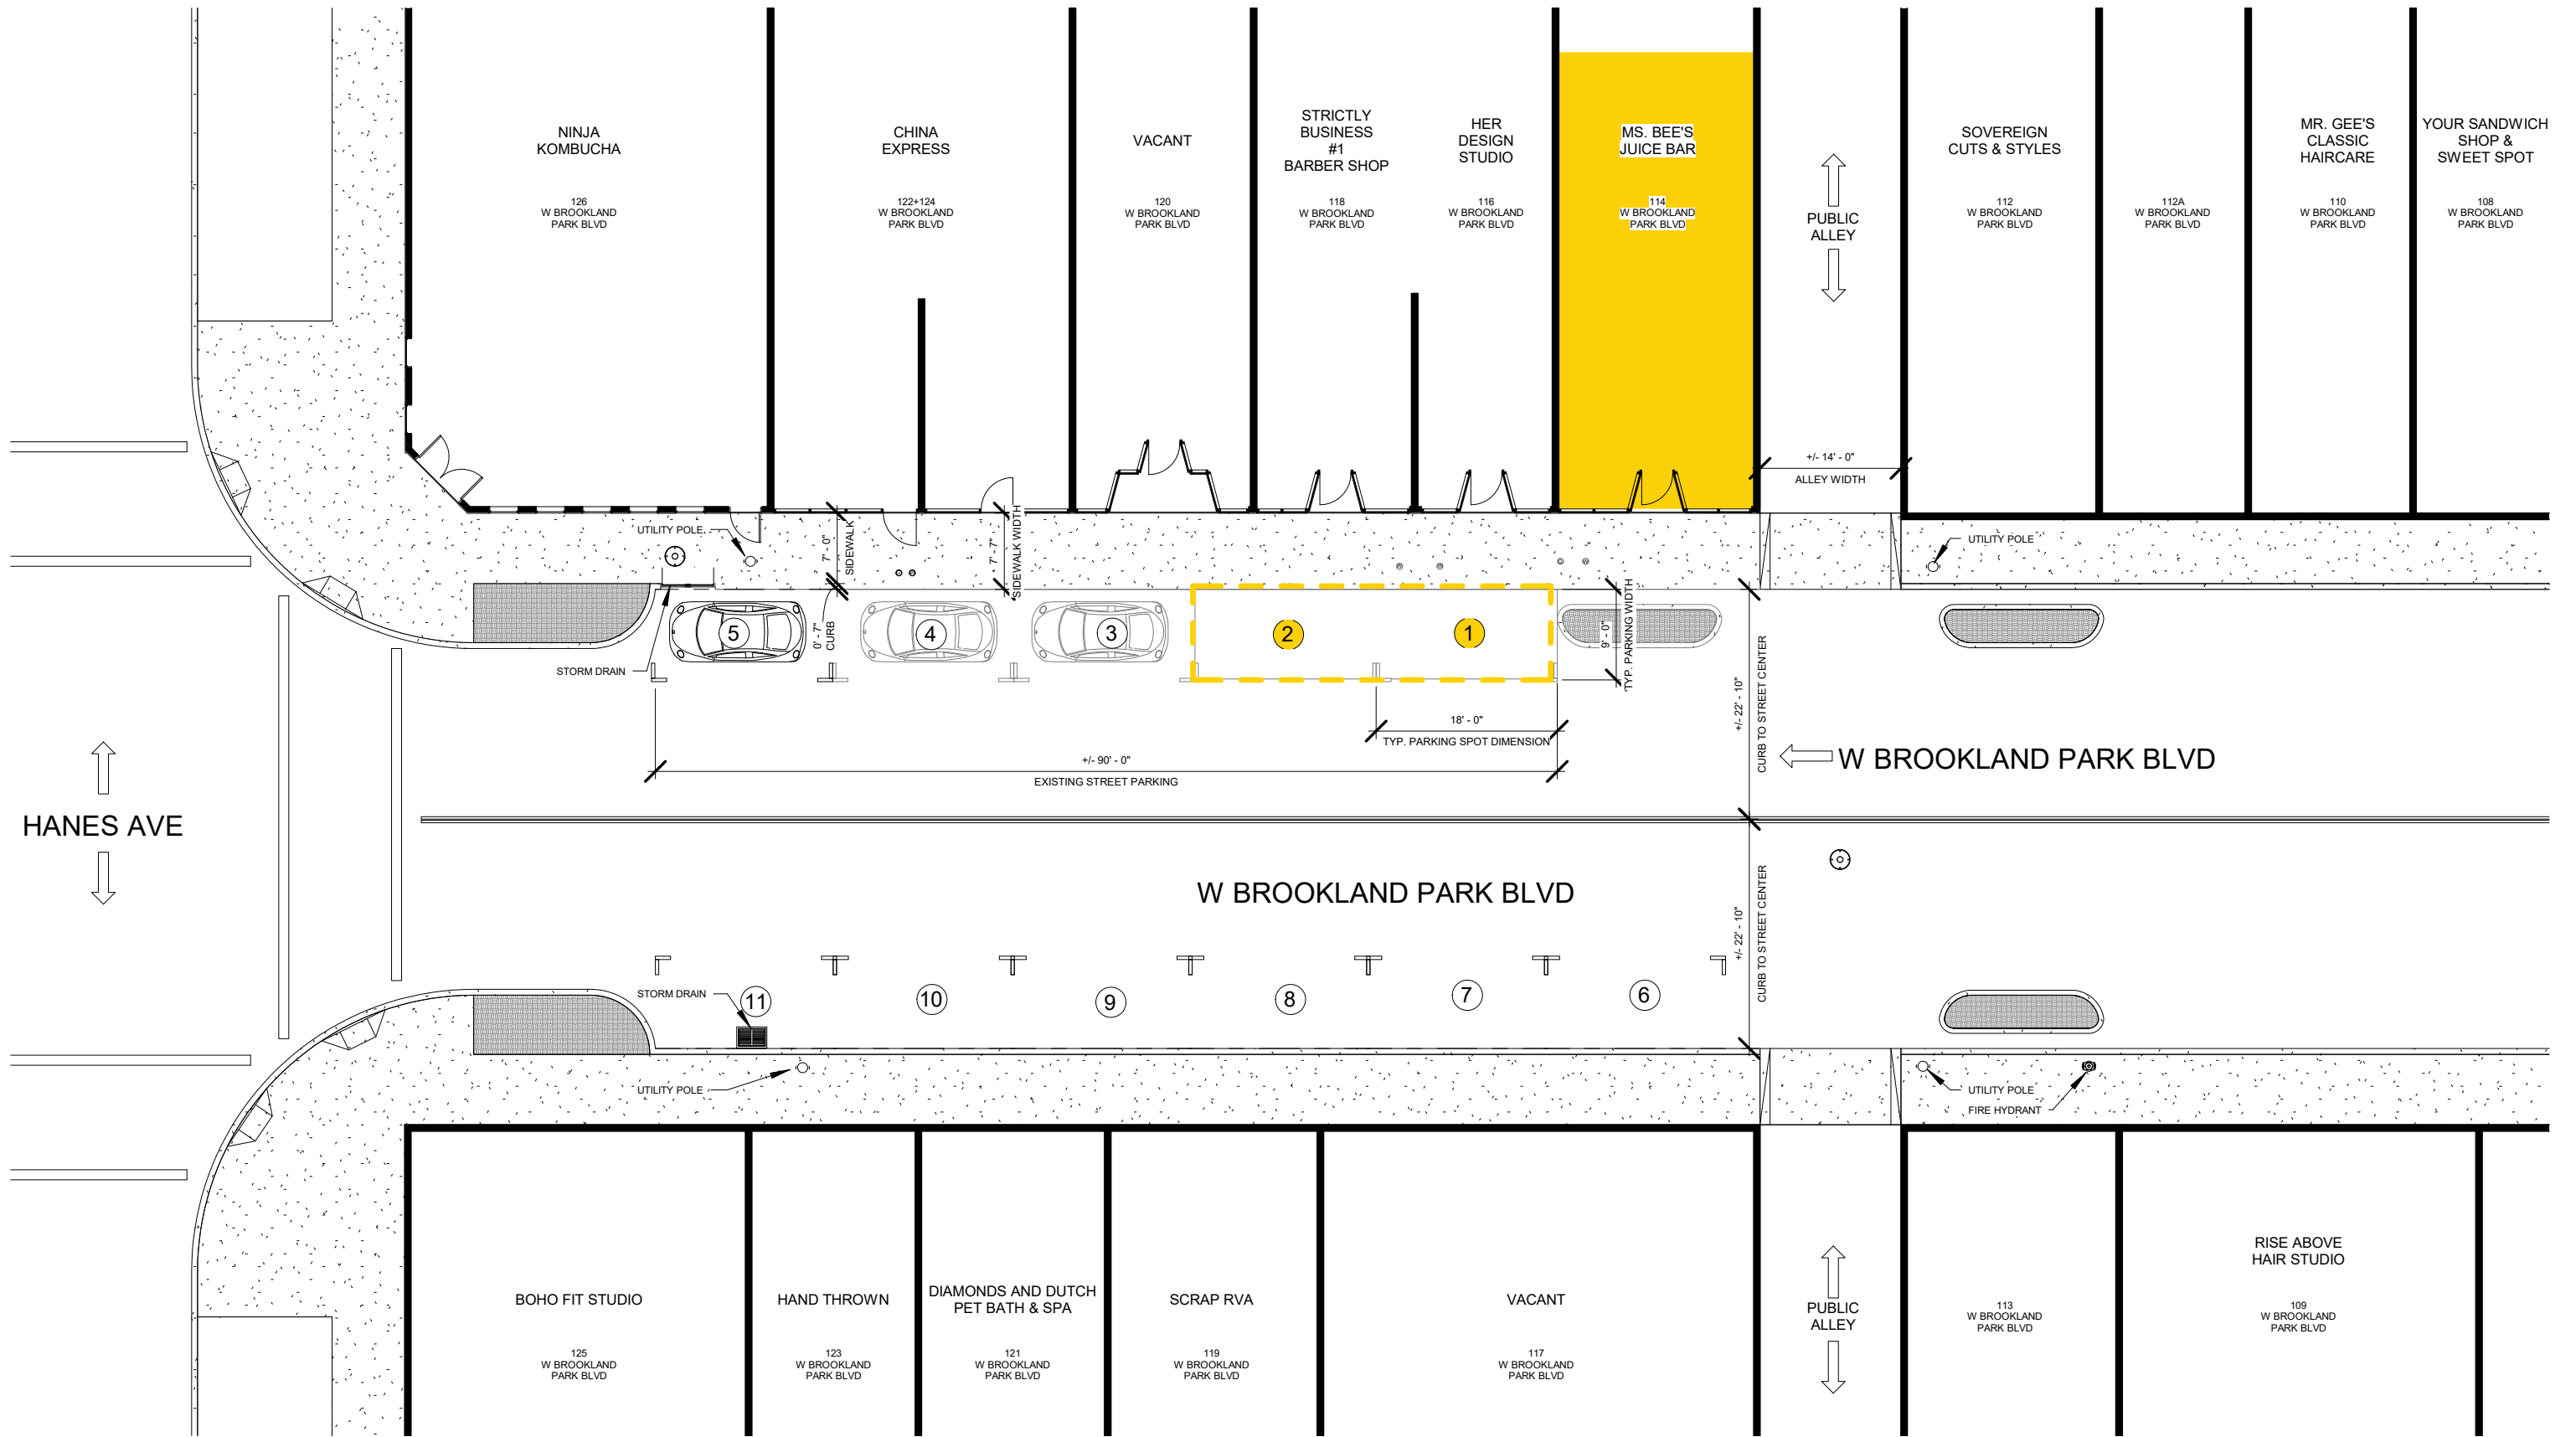 NINJA
KOMBUCHA
126
W BROOKLAND
PARK BLVD
CHINA
EXPRESS
122+124
W BROOKLAND
PARK BLVD
VACANT
120
W BROOKLAND
PARK BLVD
STRICTLY
BUSINESS
#1
BARBER SHOP
118
W BROOKLAND
PARK BLVD
HER
DESIGN
STUDIO
116
W BROOKLAND
PARK BLVD
MS. BEE'S
JUICE BAR
114
W BROOKLAND
PARK BLVD
PUBLIC
ALLEY
SOVEREIGN
CUTS & STYLES
112
W BROOKLAND
PARK BLVD
112A
W BROOKLAND
PARK BLVD
MR. GEE'S
CLASSIC
HAIRCARE
110
W BROOKLAND
PARK BLVD
YOUR SANDWICH
SHOP &
SWEET SPOT
108
W BROOKLAND
PARK BLVD
+/- 14' - 0"
ALLEY WIDTH
UTILITY POLE
7' - 0"
SIDEWALK
7' - 7"
SIDEWALK WIDTH
UTILITY POLE
5
0' - 7"
CURB
4
3
2
1
9' - 0"
TYP. PARKING WIDTH
STORM DRAIN
+/- 22' - 10"
CURB TO STREET CENTER
18' - 0"
TYP. PARKING SPOT DIMENSION
+/- 90' - 0"
EXISTING STREET PARKING
W BROOKLAND PARK BLVD
HANES AVE
W BROOKLAND PARK BLVD
+/- 22' - 10"
CURB TO STREET CENTER
STORM DRAIN
11
10
9
8
7
6
UTILITY POLE
UTILITY POLE
FIRE HYDRANT
BOHO FIT STUDIO
125
W BROOKLAND
PARK BLVD
HAND THROWN
123
W BROOKLAND
PARK BLVD
DIAMONDS AND DUTCH
PET BATH & SPA
121
W BROOKLAND
PARK BLVD
SCRAP RVA
119
W BROOKLAND
PARK BLVD
VACANT
117
W BROOKLAND
PARK BLVD
PUBLIC
ALLEY
113
W BROOKLAND
PARK BLVD
RISE ABOVE
HAIR STUDIO
109
W BROOKLAND
PARK BLVD